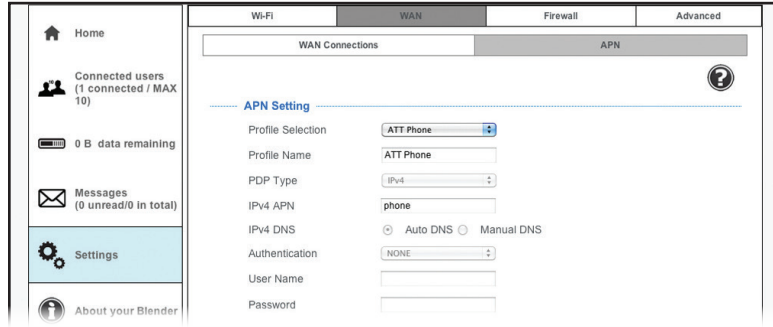 Home
Connected users
(1 connected / MAX
10)
0 B data remaining
Messages
(0 unread/0 in total)
Settings
About your Blender
Wi-Fi WAN Firewall Advanced
WAN Connections APN
?
APN Setting
Profile Selection ATT Phone
Profile Name ATT Phone
PDP Type IPv4
IPv4 APN phone
IPv4 DNS Auto DNS Manual DNS
Authentication NONE
User Name
Password